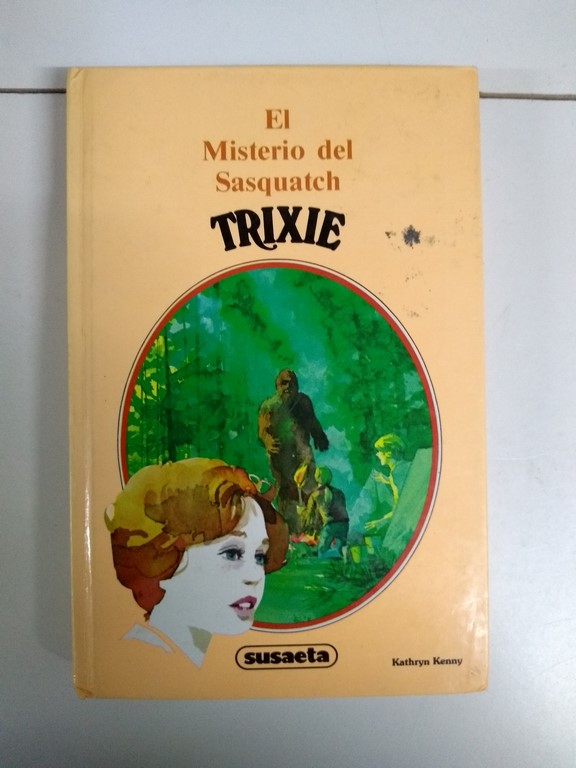 El
Misterio del
Sasquatch
TRIXIE
susaeta
Kathryn Kenny